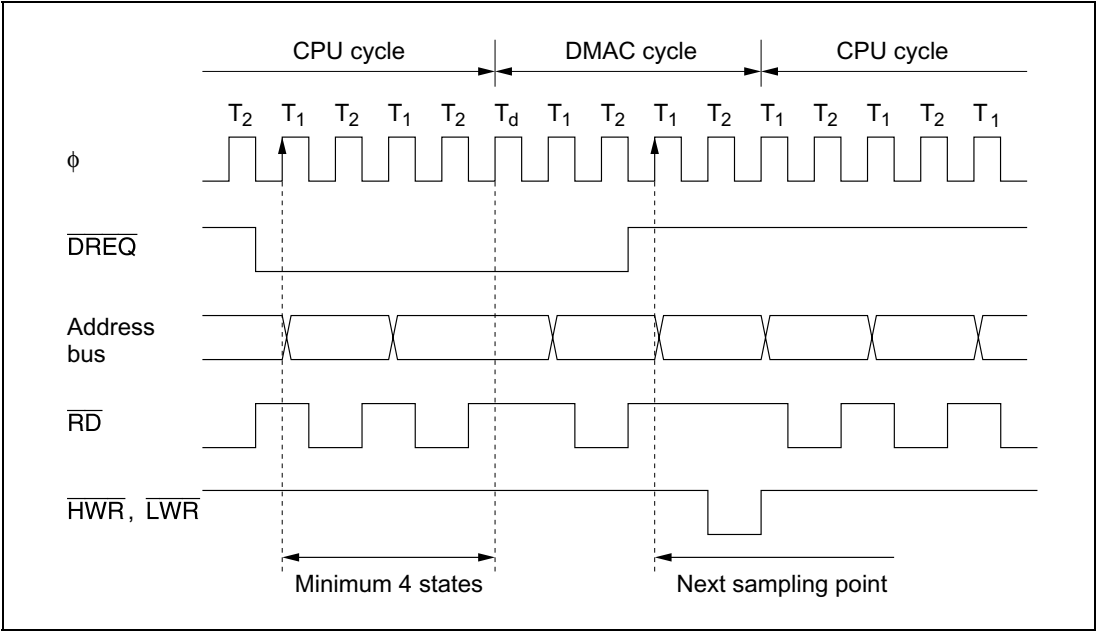 CPU cycle DMAC cycle CPU cycle
T2 T1 T2 T1 T2 Td T1 T2 T1 T2 T1 T2 T1 T2 T1
φ
DREQ
Address
bus
RD
HWR, LWR
Minimum 4 states Next sampling point